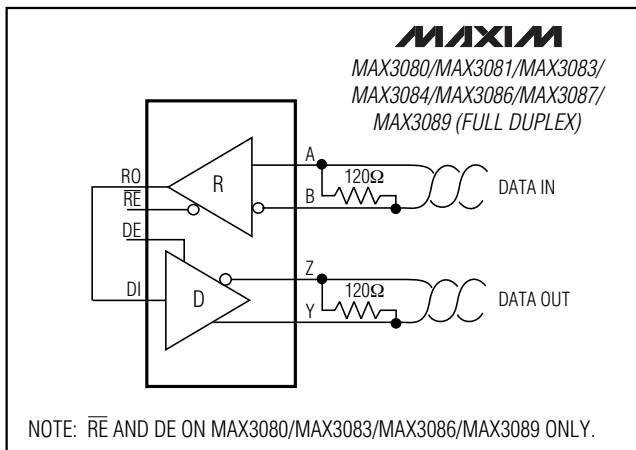 MAXIM
MAX3080/MAX3081/MAX3083/
MAX3084/MAX3086/MAX3087/
MAX3089 (FULL DUPLEX)
A
120Ω
RO
R
DATA IN
RE
B
DE
Z
120Ω
DI
D
DATA OUT
Y
NOTE: RE AND DE ON MAX3080/MAX3083/MAX3086/MAX3089 ONLY.